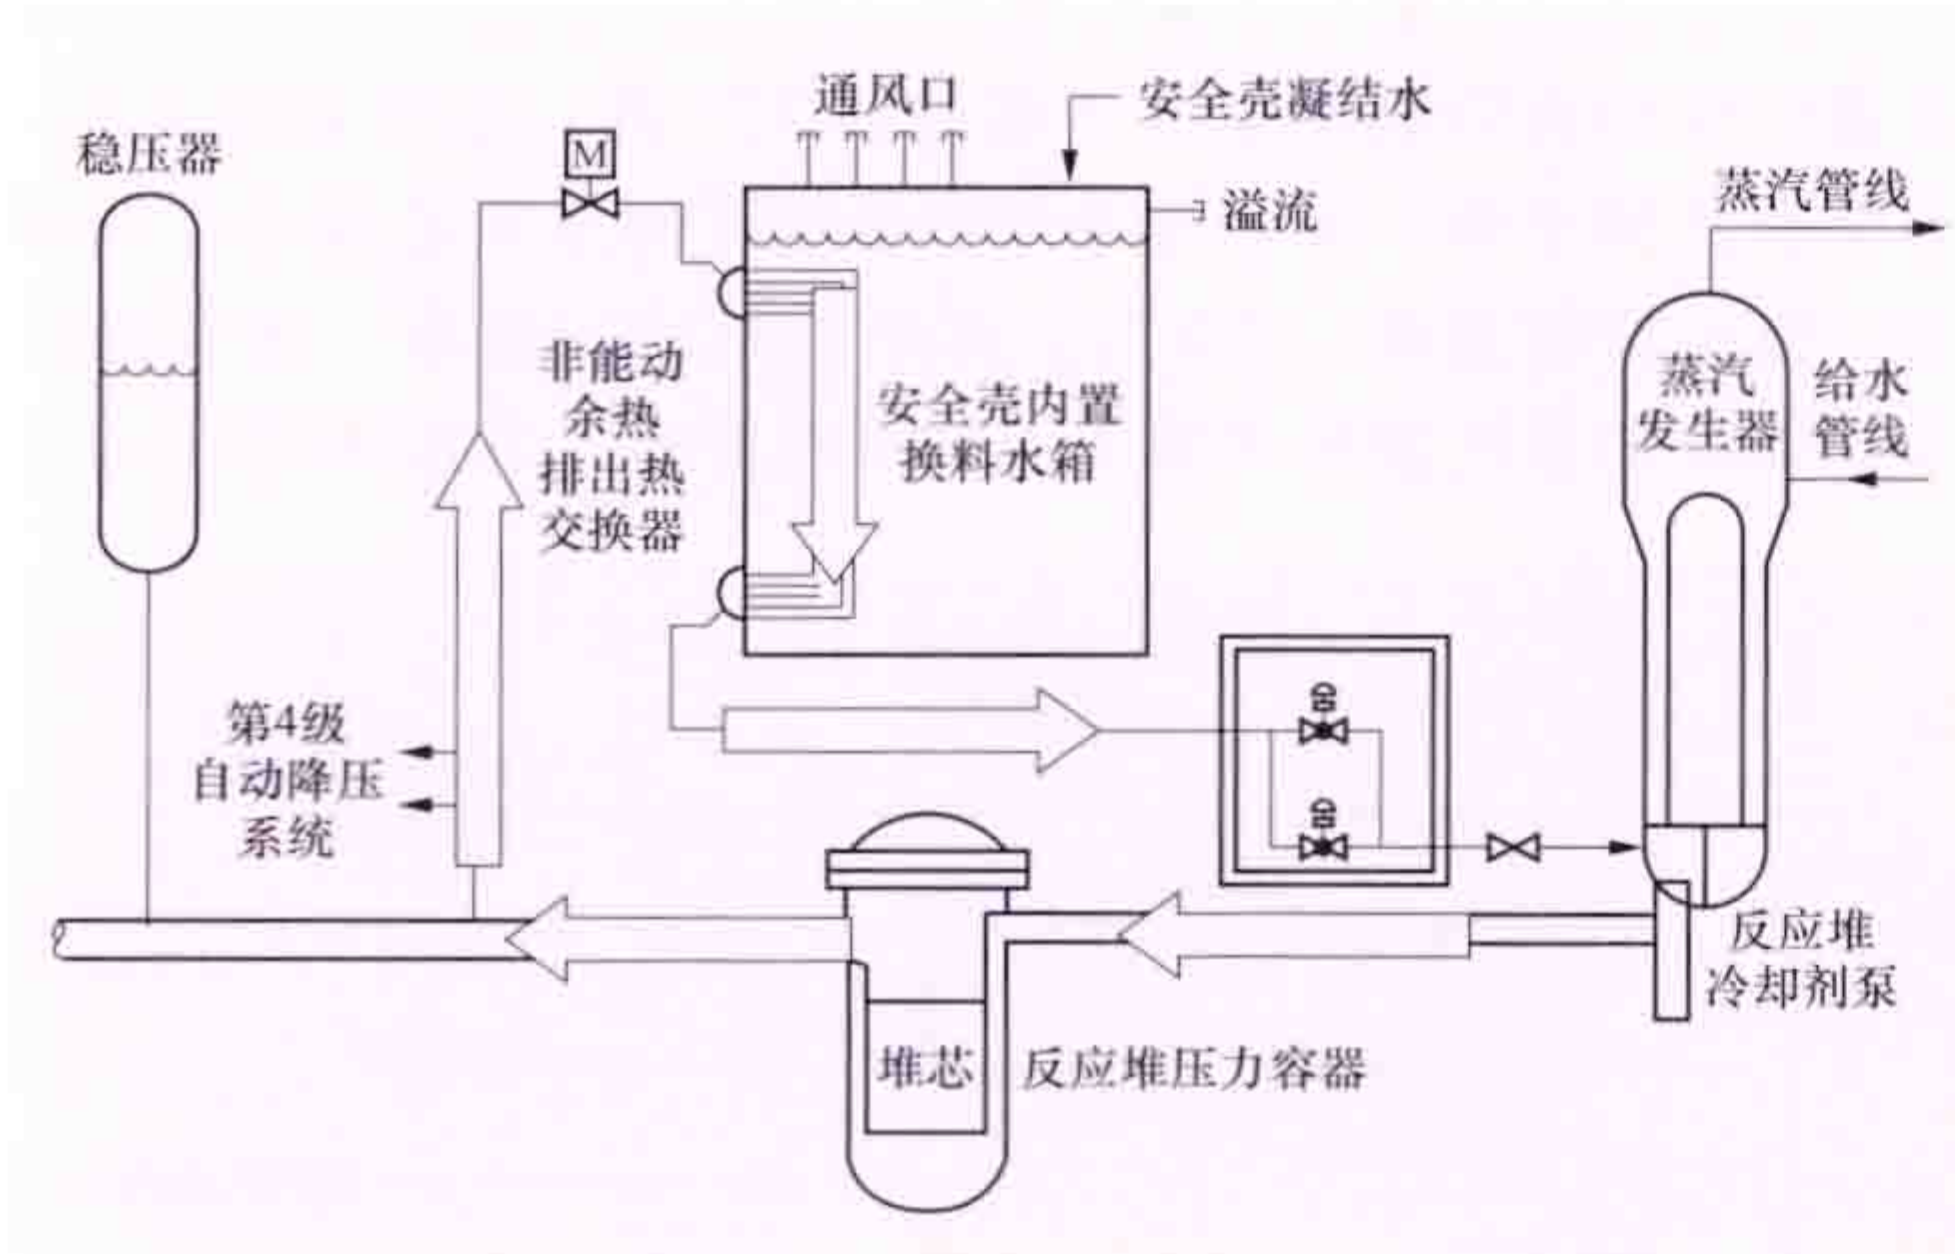 通风口
安全壳凝结水
稳压器
M
蒸汽管线
溢流
非能动
余热
排出热
交换器
安全壳内置
换料水箱
蒸汽
发生器
给水
管线
第4级
自动降压
系统
反应堆
冷却剂泵
堆芯
反应堆压力容器